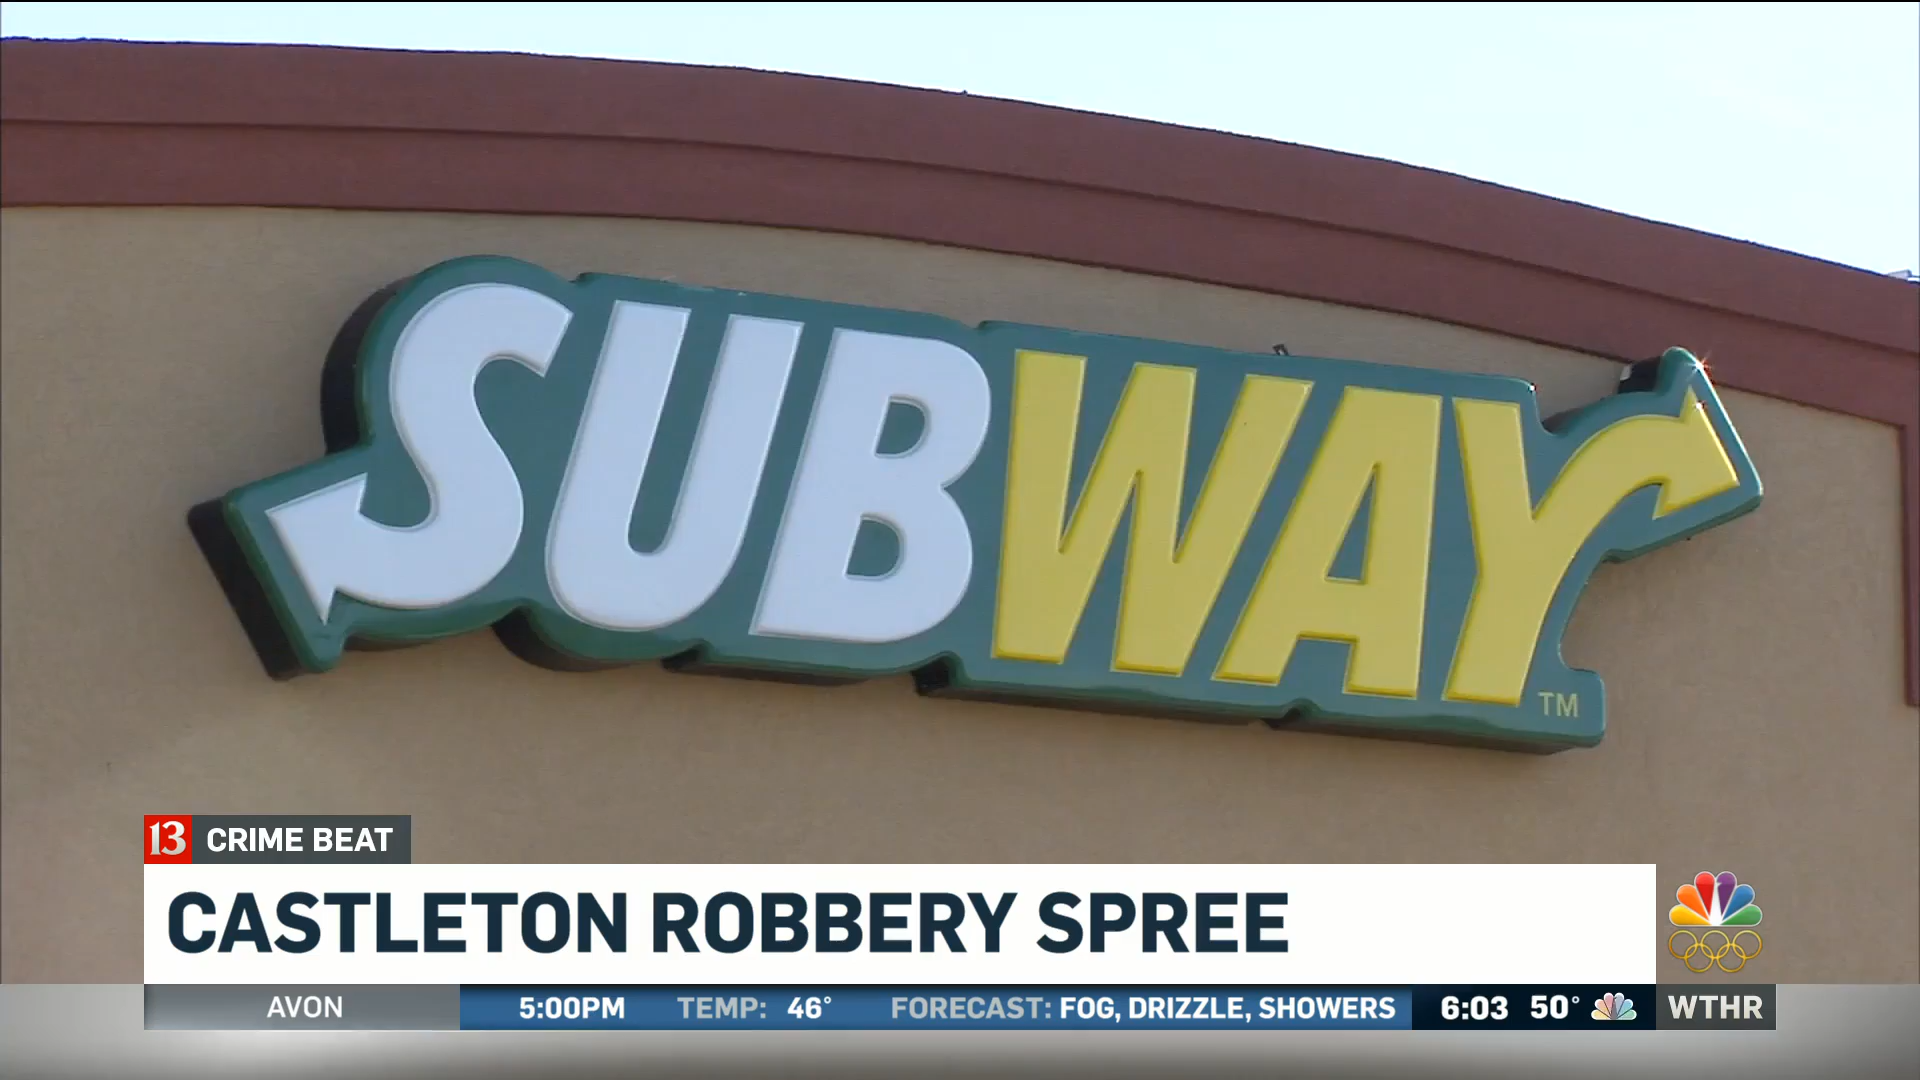 SUBWAY
TM
13 CRIME BEAT
CASTLETON ROBBERY SPREE
AVON 5:00PM TEMP: 46° FORECAST: FOG, DRIZZLE, SHOWERS 6:03 50° WTHR